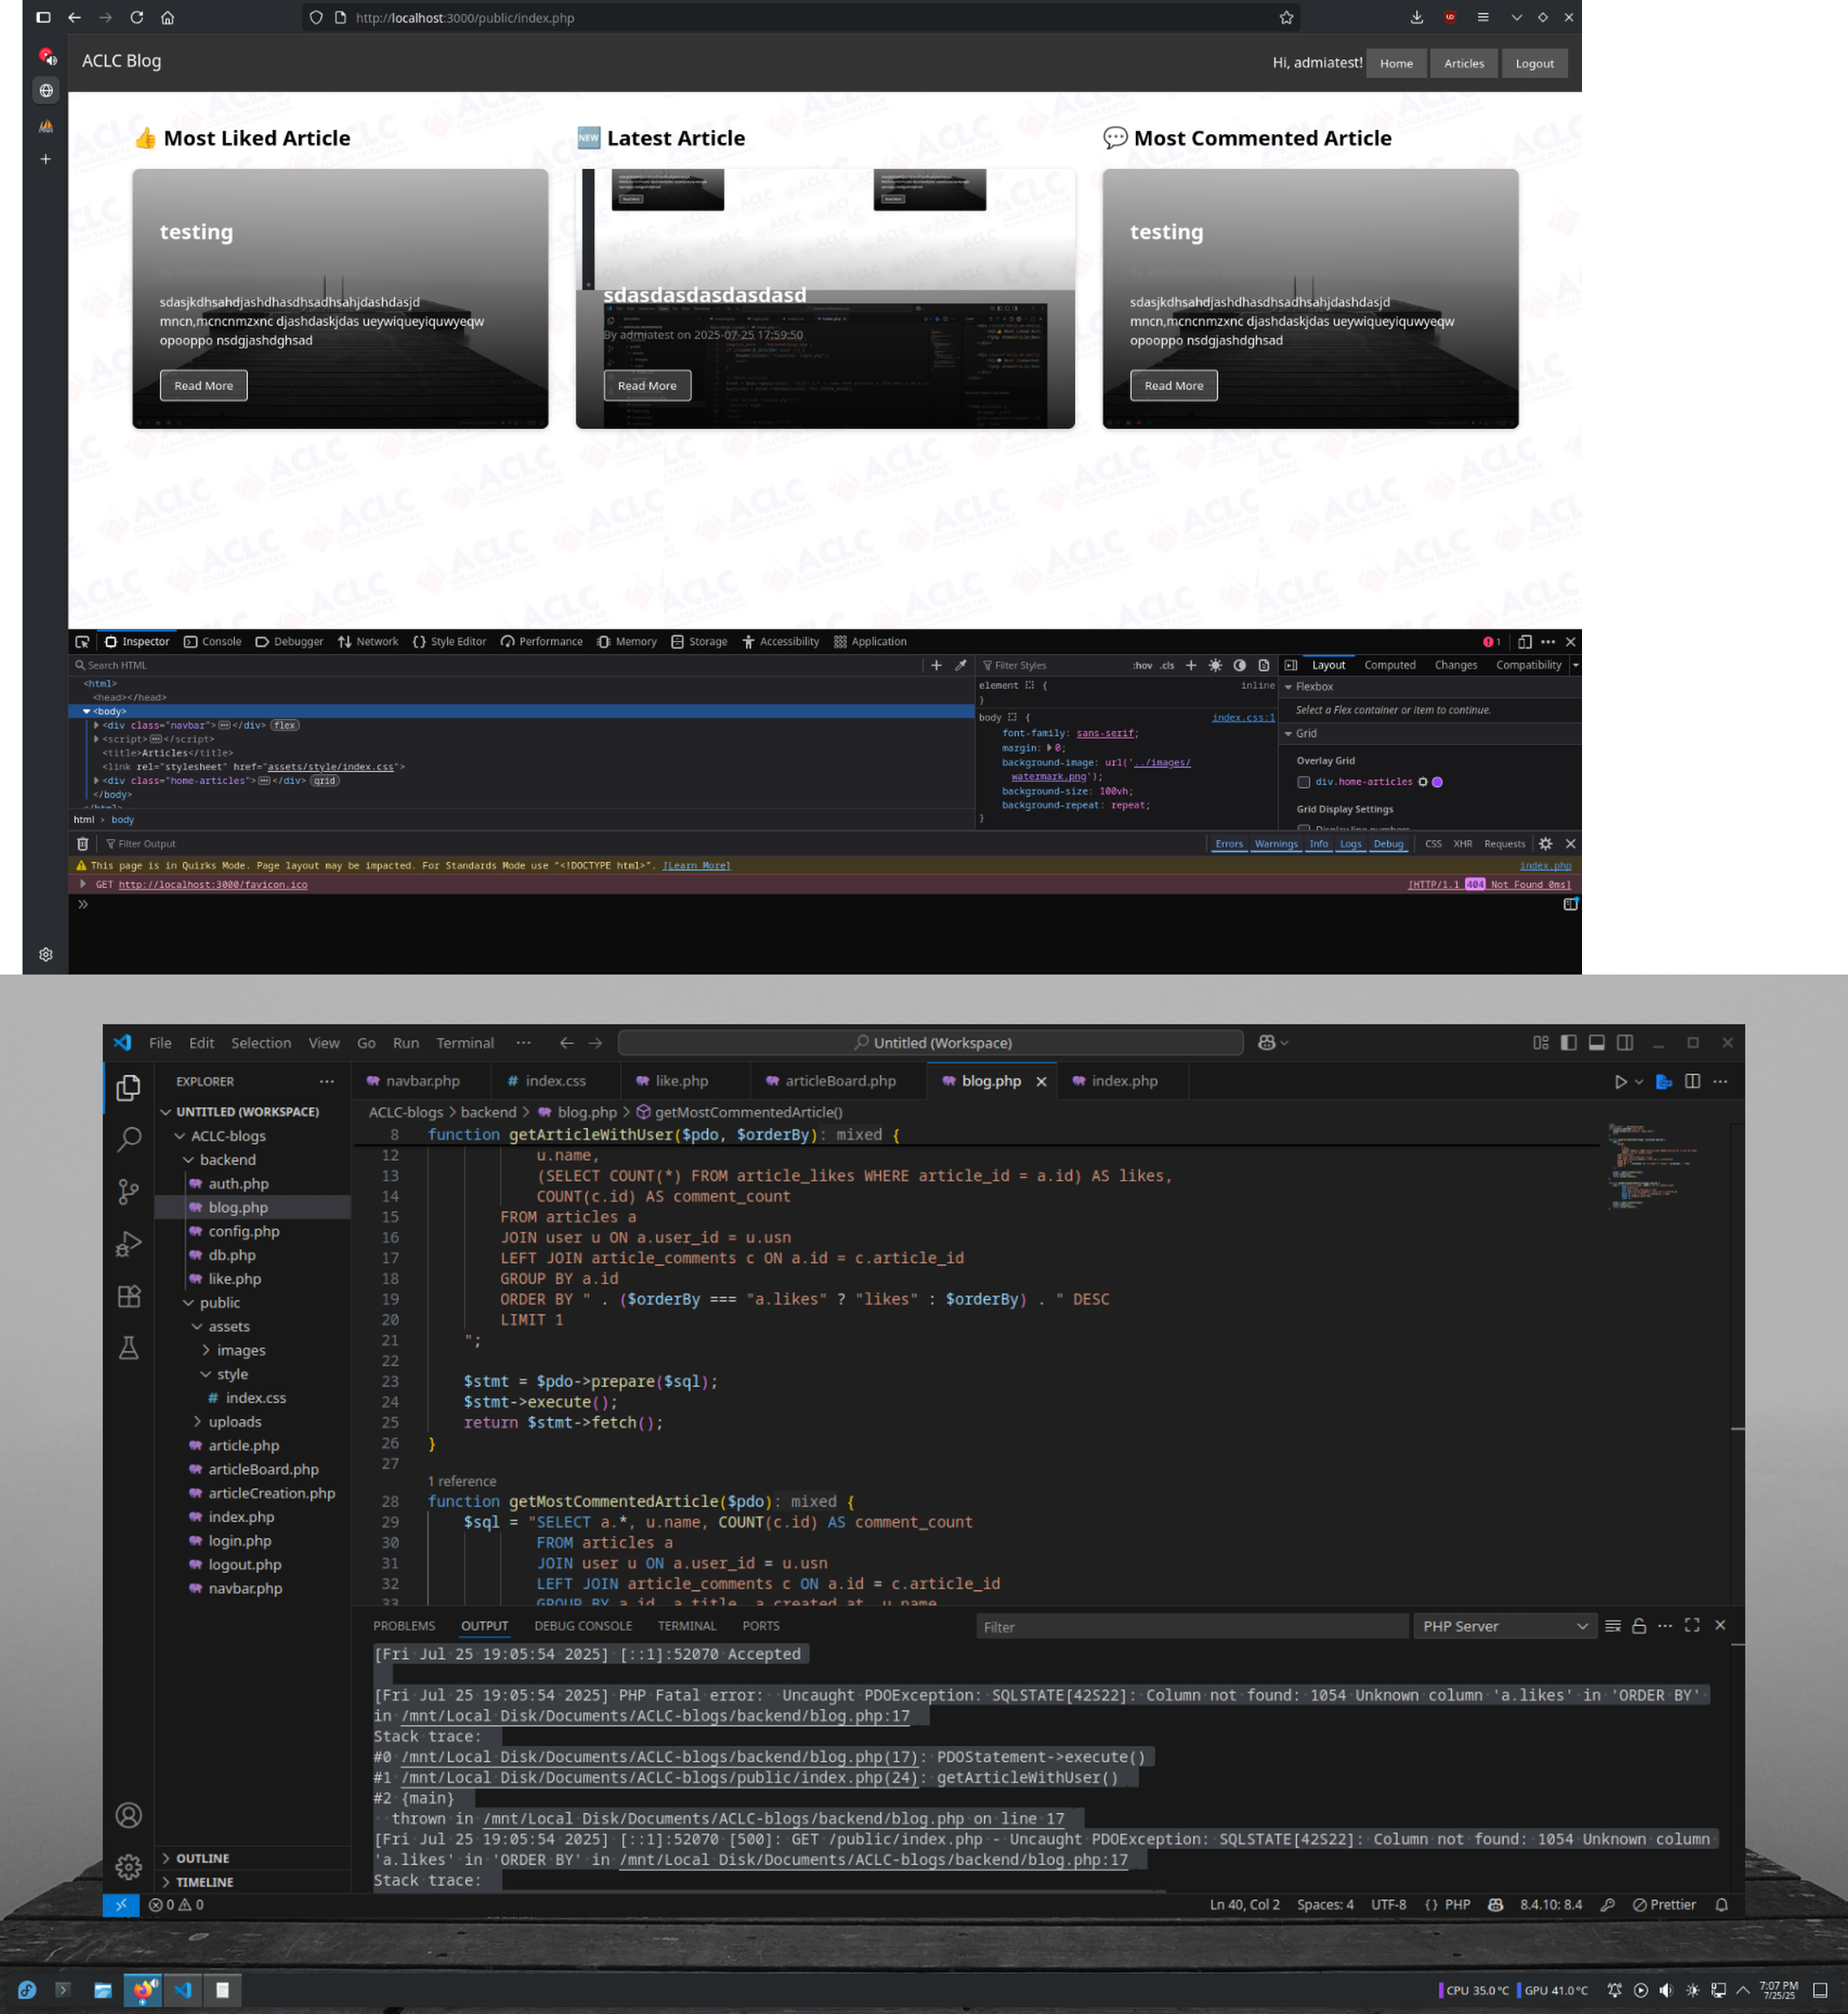 http://localhost:3000/public/index.php
ACLC Blog
Hi, admiatest!
Home
Articles
Logout
👍 Most Liked Article
🆕 Latest Article
💬 Most Commented Article
testing
sdasjkdhsahdjashdhasdhsadhsahjdashdasjd
mncn,mcncnmzxnc djashdaskjdas ueywiqueyiquwyeqw
opooppo nsdgjashdghsad
Read More
sdasdasdasdasdasd
By admiatest on 2025-07-25 17:59:50
Read More
testing
sdasjkdhsahdjashdhasdhsadhsahjdashdasjd
mncn,mcncnmzxnc djashdaskjdas ueywiqueyiquwyeqw
opooppo nsdgjashdghsad
Read More
Inspector Console Debugger Network Style Editor Performance Memory Storage Accessibility Application 1
Search HTML
<html>
<head></head>
<body>
<div class="navbar"></div> flex
<script></script>
<title>Articles</title>
<link rel="stylesheet" href="assets/style/index.css">
<div class="home-articles"></div> grid
</body>
</html>
html > body
Filter Styles :hov .cls
element { inline
}
body { index.css:1
font-family: sans-serif;
margin: 0;
background-image: url('../images/
watermark.png');
background-size: 100vh;
background-repeat: repeat;
}
Layout Computed Changes Compatibility
Flexbox
Select a Flex container or item to continue.
Grid
Overlay Grid
div.home-articles
Grid Display Settings
Display line numbers
Filter Output
Errors Warnings Info Logs Debug CSS XHR Requests
This page is in Quirks Mode. Page layout may be impacted. For Standards Mode use "<!DOCTYPE html>". [Learn More] index.php
GET http://localhost:3000/favicon.ico [HTTP/1.1 404 Not Found 0ms]
File Edit Selection View Go Run Terminal ··· Untitled (Workspace)
EXPLORER
UNTITLED (WORKSPACE)
ACLC-blogs
backend
auth.php
blog.php
config.php
db.php
like.php
public
assets
images
style
# index.css
uploads
article.php
articleBoard.php
articleCreation.php
index.php
login.php
logout.php
navbar.php
OUTLINE
TIMELINE
navbar.php # index.css like.php articleBoard.php blog.php index.php
ACLC-blogs > backend > blog.php > getMostCommentedArticle()
8 function getArticleWithUser($pdo, $orderBy): mixed {
12 u.name,
13 (SELECT COUNT(*) FROM article_likes WHERE article_id = a.id) AS likes,
14 COUNT(c.id) AS comment_count
15 FROM articles a
16 JOIN user u ON a.user_id = u.usn
17 LEFT JOIN article_comments c ON a.id = c.article_id
18 GROUP BY a.id
19 ORDER BY " . ($orderBy === "a.likes" ? "likes" : $orderBy) . " DESC
20 LIMIT 1
21 ";
22
23 $stmt = $pdo->prepare($sql);
24 $stmt->execute();
25 return $stmt->fetch();
26 }
27
1 reference
28 function getMostCommentedArticle($pdo): mixed {
29 $sql = "SELECT a.*, u.name, COUNT(c.id) AS comment_count
30 FROM articles a
31 JOIN user u ON a.user_id = u.usn
32 LEFT JOIN article_comments c ON a.id = c.article_id
33 GROUP BY a.id, a.title, a.created_at, u.name
PROBLEMS OUTPUT DEBUG CONSOLE TERMINAL PORTS Filter PHP Server
[Fri Jul 25 19:05:54 2025] [::1]:52070 Accepted
[Fri Jul 25 19:05:54 2025] PHP Fatal error:  Uncaught PDOException: SQLSTATE[42S22]: Column not found: 1054 Unknown column 'a.likes' in 'ORDER BY'
in /mnt/Local Disk/Documents/ACLC-blogs/backend/blog.php:17
Stack trace:
#0 /mnt/Local Disk/Documents/ACLC-blogs/backend/blog.php(17): PDOStatement->execute()
#1 /mnt/Local Disk/Documents/ACLC-blogs/public/index.php(24): getArticleWithUser()
#2 {main}
thrown in /mnt/Local Disk/Documents/ACLC-blogs/backend/blog.php on line 17
[Fri Jul 25 19:05:54 2025] [::1]:52070 [500]: GET /public/index.php - Uncaught PDOException: SQLSTATE[42S22]: Column not found: 1054 Unknown column
'a.likes' in 'ORDER BY' in /mnt/Local Disk/Documents/ACLC-blogs/backend/blog.php:17
Stack trace:
0 0 Ln 40, Col 2 Spaces: 4 UTF-8 {} PHP 8.4.10: 8.4 Prettier
CPU 35.0°C GPU 41.0°C 7:07 PM
7/25/25